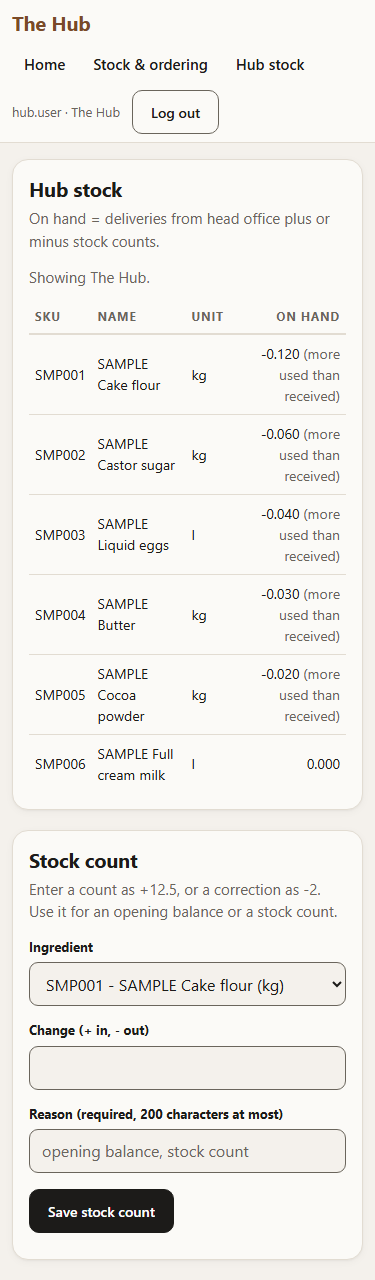 The Hub
Home Stock & ordering Hub stock
hub.user · The Hub Log out
Hub stock
On hand = deliveries from head office plus or
minus stock counts.
Showing The Hub.
SKU NAME UNIT ON HAND
SMP001 SAMPLE Cake flour kg -0.120 (more used than received)
SMP002 SAMPLE Castor sugar kg -0.060 (more used than received)
SMP003 SAMPLE Liquid eggs l -0.040 (more used than received)
SMP004 SAMPLE Butter kg -0.030 (more used than received)
SMP005 SAMPLE Cocoa powder kg -0.020 (more used than received)
SMP006 SAMPLE Full cream milk l 0.000
Stock count
Enter a count as +12.5, or a correction as -2.
Use it for an opening balance or a stock count.
Ingredient
SMP001 - SAMPLE Cake flour (kg)
Change (+ in, - out)
Reason (required, 200 characters at most)
opening balance, stock count
Save stock count